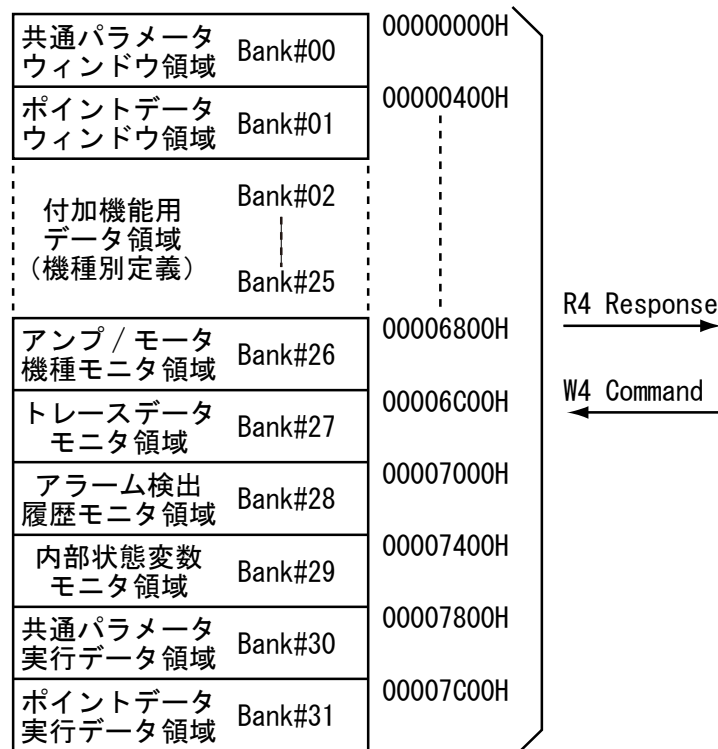 共通パラメータ
ウィンドウ領域
Bank#00
00000000H
ポイントデータ
ウィンドウ領域
Bank#01
00000400H
付加機能用
データ領域
(機種別定義)
Bank#02
Bank#25
アンプ/モータ
機種モニタ領域
Bank#26
00006800H
トレースデータ
モニタ領域
Bank#27
00006C00H
アラーム検出
履歴モニタ領域
Bank#28
00007000H
内部状態変数
モニタ領域
Bank#29
00007400H
共通パラメータ
実行データ領域
Bank#30
00007800H
ポイントデータ
実行データ領域
Bank#31
00007C00H
R4 Response
W4 Command